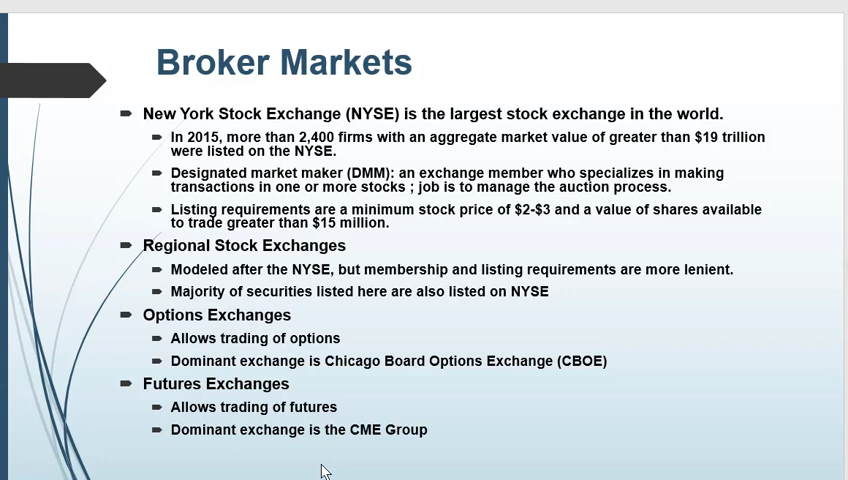 Broker Markets
New York Stock Exchange (NYSE) is the largest stock exchange in the world.
In 2015, more than 2,400 firms with an aggregate market value of greater than $19 trillion
were listed on the NYSE.
Designated market maker (DMM): an exchange member who specializes in making
transactions in one or more stocks ; job is to manage the auction process.
Listing requirements are a minimum stock price of $2-$3 and a value of shares available
to trade greater than $15 million.
Regional Stock Exchanges
Modeled after the NYSE, but membership and listing requirements are more lenient.
Majority of securities listed here are also listed on NYSE
Options Exchanges
Allows trading of options
Dominant exchange is Chicago Board Options Exchange (CBOE)
Futures Exchanges
Allows trading of futures
Dominant exchange is the CME Group